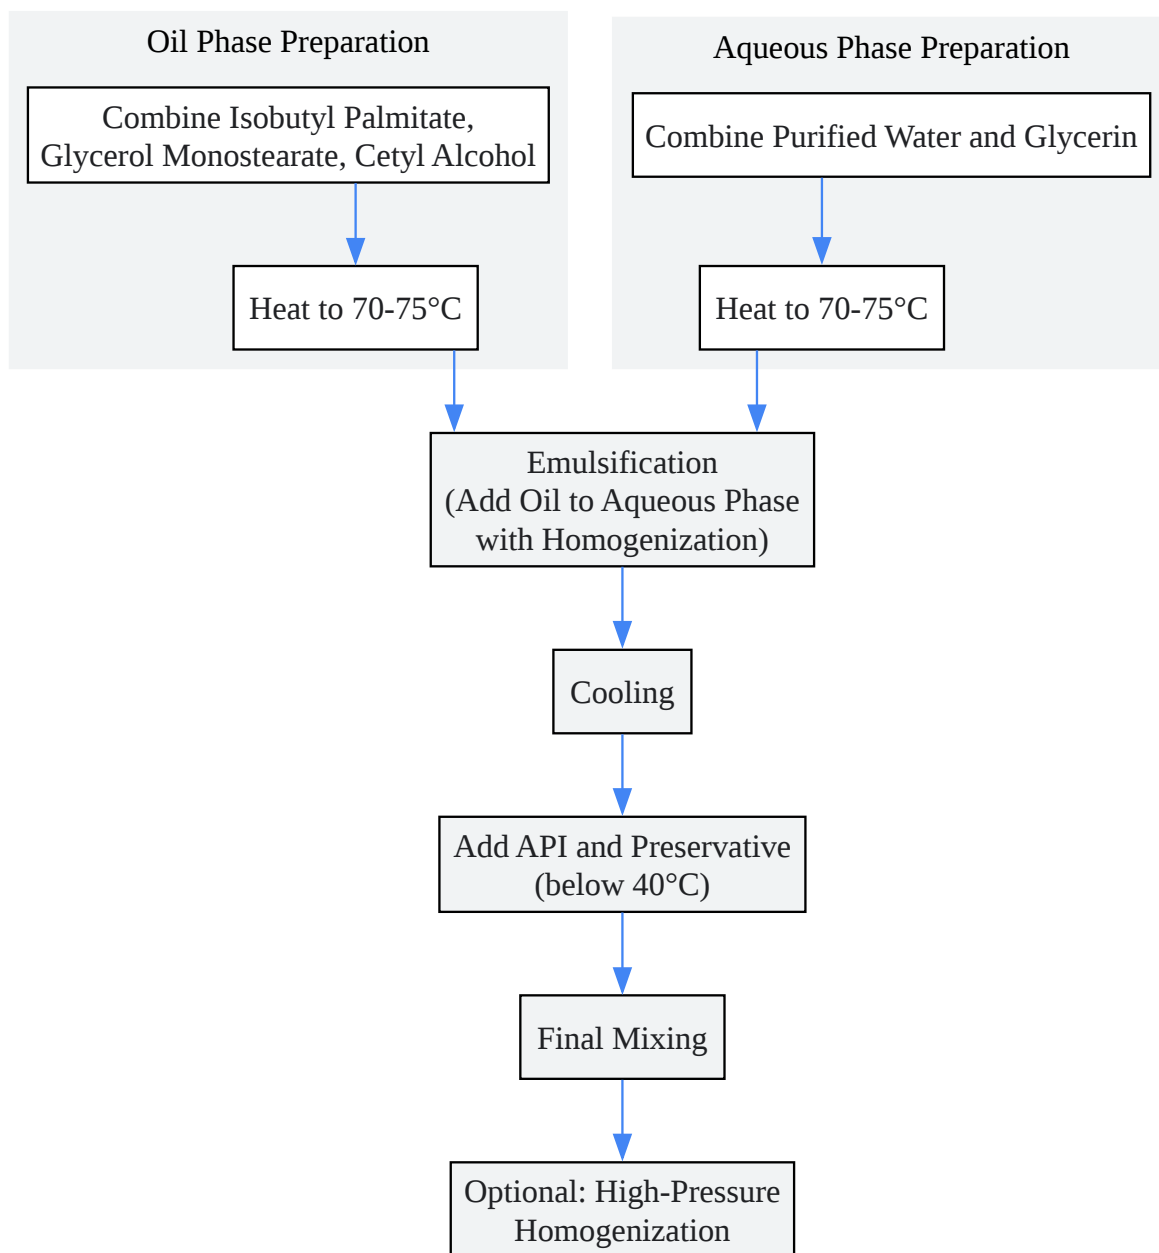 Oil Phase Preparation
Combine Isobutyl Palmitate,
Glycerol Monostearate, Cetyl Alcohol
Heat to 70-75°C
Aqueous Phase Preparation
Combine Purified Water and Glycerin
Heat to 70-75°C
Emulsification
(Add Oil to Aqueous Phase
with Homogenization)
Cooling
Add API and Preservative
(below 40°C)
Final Mixing
Optional: High-Pressure
Homogenization